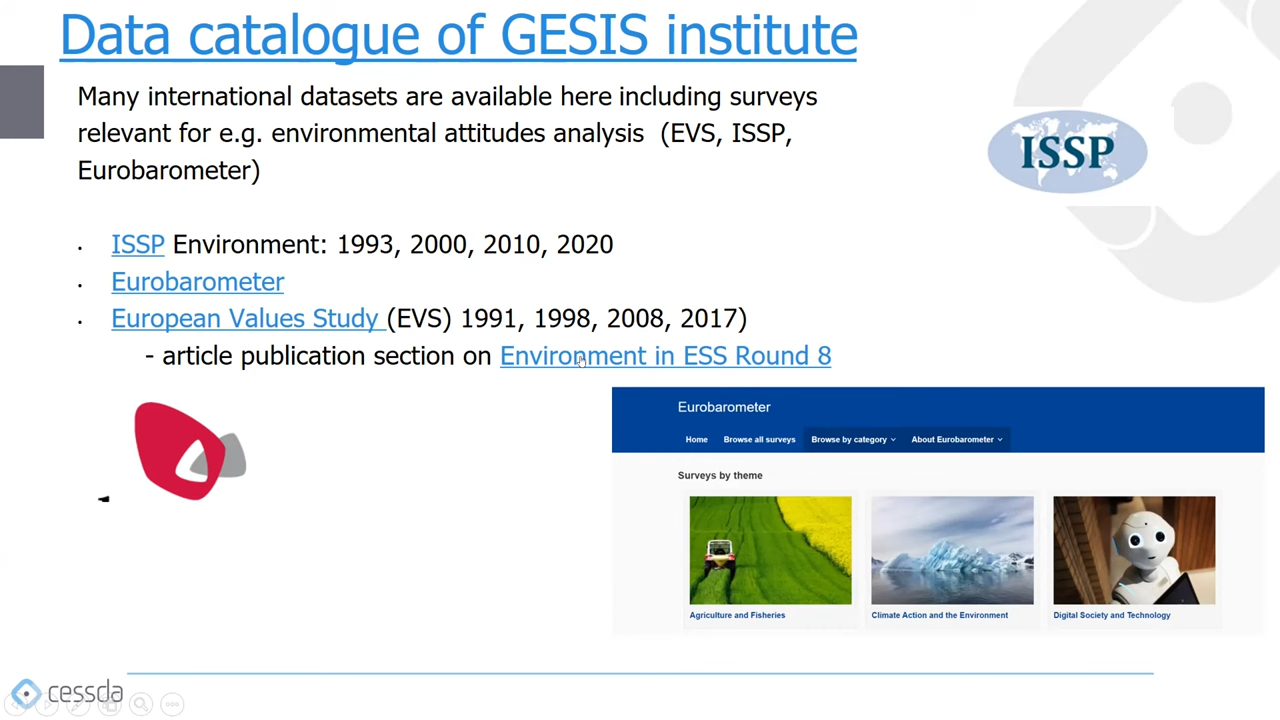 Data catalogue of GESIS institute
Many international datasets are available here including surveys
relevant for e.g. environmental attitudes analysis (EVS, ISSP,
Eurobarometer)
ISSP
• ISSP Environment: 1993, 2000, 2010, 2020
• Eurobarometer
• European Values Study (EVS) 1991, 1998, 2008, 2017)
- article publication section on Environment in ESS Round 8
Eurobarometer
Home Browse all surveys Browse by category About Eurobarometer
Surveys by theme
Agriculture and Fisheries Climate Action and the Environment Digital Society and Technology
cessda